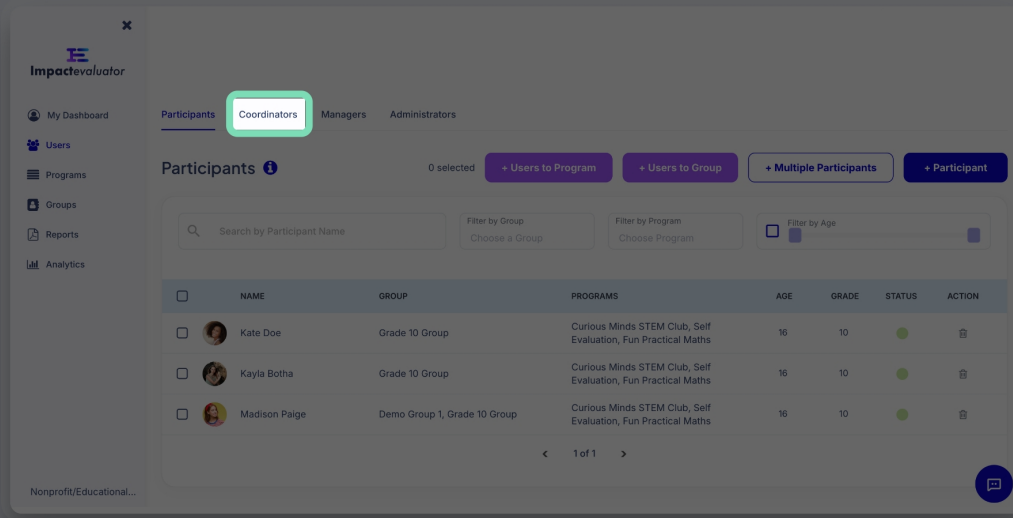 Impactevaluator
My Dashboard
Users
Programs
Groups
Reports
Analytics
Nonprofit/Educational...
Participants Coordinators Managers Administrators
Participants
0 selected
+ Users to Program
+ Users to Group
+ Multiple Participants
+ Participant
Search by Participant Name
Filter by Group
Choose a Group
Filter by Program
Choose Program
Filter by Age
NAME GROUP PROGRAMS AGE GRADE STATUS ACTION
Kate Doe Grade 10 Group Curious Minds STEM Club, Self
Evaluation, Fun Practical Maths 16 10
Kayla Botha Grade 10 Group Curious Minds STEM Club, Self
Evaluation, Fun Practical Maths 16 10
Madison Paige Demo Group 1, Grade 10 Group Curious Minds STEM Club, Self
Evaluation, Fun Practical Maths 16 10
1 of 1